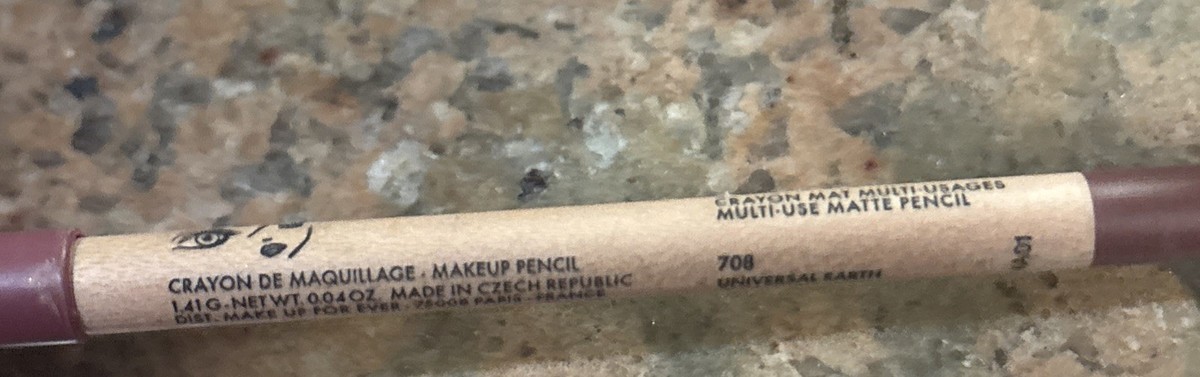 CRAYON DE MAQUILLAGE . MAKEUP PENCIL
1.41 G - NET WT. 0.04 OZ. MADE IN CZECH REPUBLIC
DIST. MAKE UP FOR EVER - 75008 PARIS - FRANCE
CRAYON MAT MULTI-USAGES
MULTI-USE MATTE PENCIL
708
UNIVERSAL EARTH